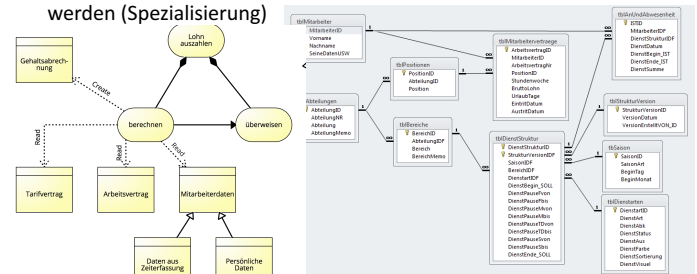 werden (Spezialisierung)
Lohn
auszahlen
Gehaltsabrech-
nung
Create
berechnen
überweisen
Read
Read
Read
Tarifvertrag
Arbeitsvertrag
Mitarbeiterdaten
Daten aus
Zeiterfassung
Persönliche
Daten
tblMitarbeiter
MitarbeiterID
Vorname
Nachname
SeineDatenUSW
tblPositionen
PositionID
AbteilungID
Position
Abteilungen
AbteilungID
AbteilungNR
Abteilung
AbteilungMemo
tblBereiche
BereichID
AbteilungIDF
Bereich
BereichMemo
tblMitarbeitervertraege
ArbeitsvertragID
MitarbeiterID
ArbeitsvertragNr
PositionID
Stundenwoche
BruttoLohn
UrlaubTage
EintritDatum
AustritDatum
tblDienstStruktur
DienstStrukturID
StrukturVersionIDF
SaisonIDF
BereichIDF
DienstartIDF
DienstBegin_SOLL
DienstPauseFvon
DienstPauseFbis
DienstPauseMvon
DienstPauseMbis
DienstPauseTDvon
DienstPauseTDbis
DienstPauseSvon
DienstPauseSbis
DienstEnde_SOLL
tblAnUndAbwesenheit
ISTID
MitarbeiterIDF
DienstStrukturIDF
DienstDatum
DienstBegin_IST
DienstEnde_IST
DienstSumme
tblStrukturVersion
StrukturVersionID
VersionDatum
VersionErstelltVON_ID
tbSaison
SaisonID
SaisonArt
BeginTag
BeginMonat
tblDienstarten
DienstartID
DienstArt
DienstAbk
DienstStatus
DienstAus
DienstFarbe
DienstSortierung
DienstVisuel